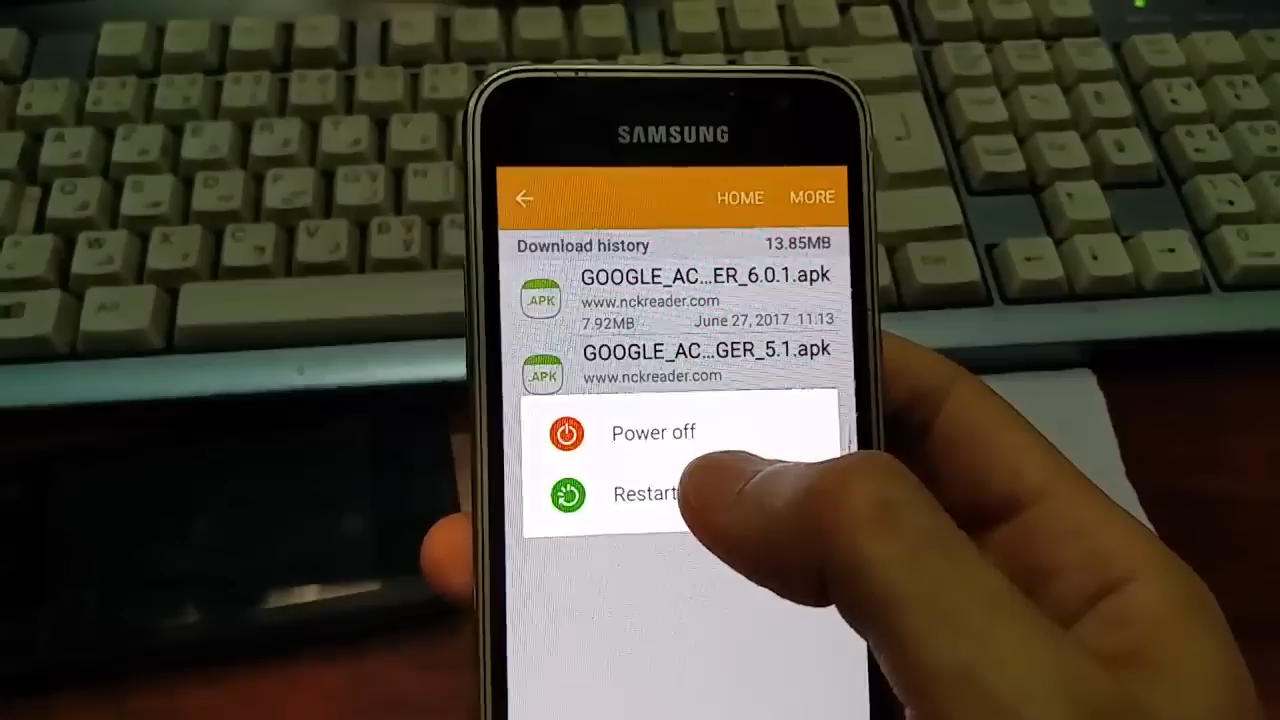 SAMSUNG
HOME MORE
Download history 13.85MB
GOOGLE_AC...ER_6.0.1.apk
.APK
www.nckreader.com
7.92MB June 27, 2017 11:13
GOOGLE_AC...GER_5.1.apk
.APK
www.nckreader.com
Power off
Restart